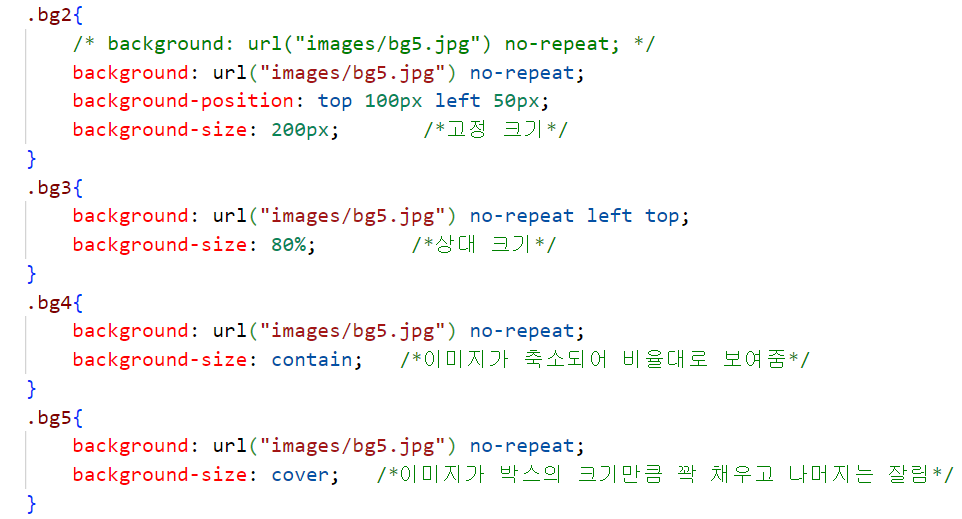 .bg2{
    /* background: url("images/bg5.jpg") no-repeat; */
    background: url("images/bg5.jpg") no-repeat;
    background-position: top 100px left 50px;
    background-size: 200px;       /*고정 크기*/
}
.bg3{
    background: url("images/bg5.jpg") no-repeat left top;
    background-size: 80%;        /*상대 크기*/
}
.bg4{
    background: url("images/bg5.jpg") no-repeat;
    background-size: contain;   /*이미지가 축소되어 비율대로 보여줌*/
}
.bg5{
    background: url("images/bg5.jpg") no-repeat;
    background-size: cover;   /*이미지가 박스의 크기만큼 꽉 채우고 나머지는 잘림*/
}